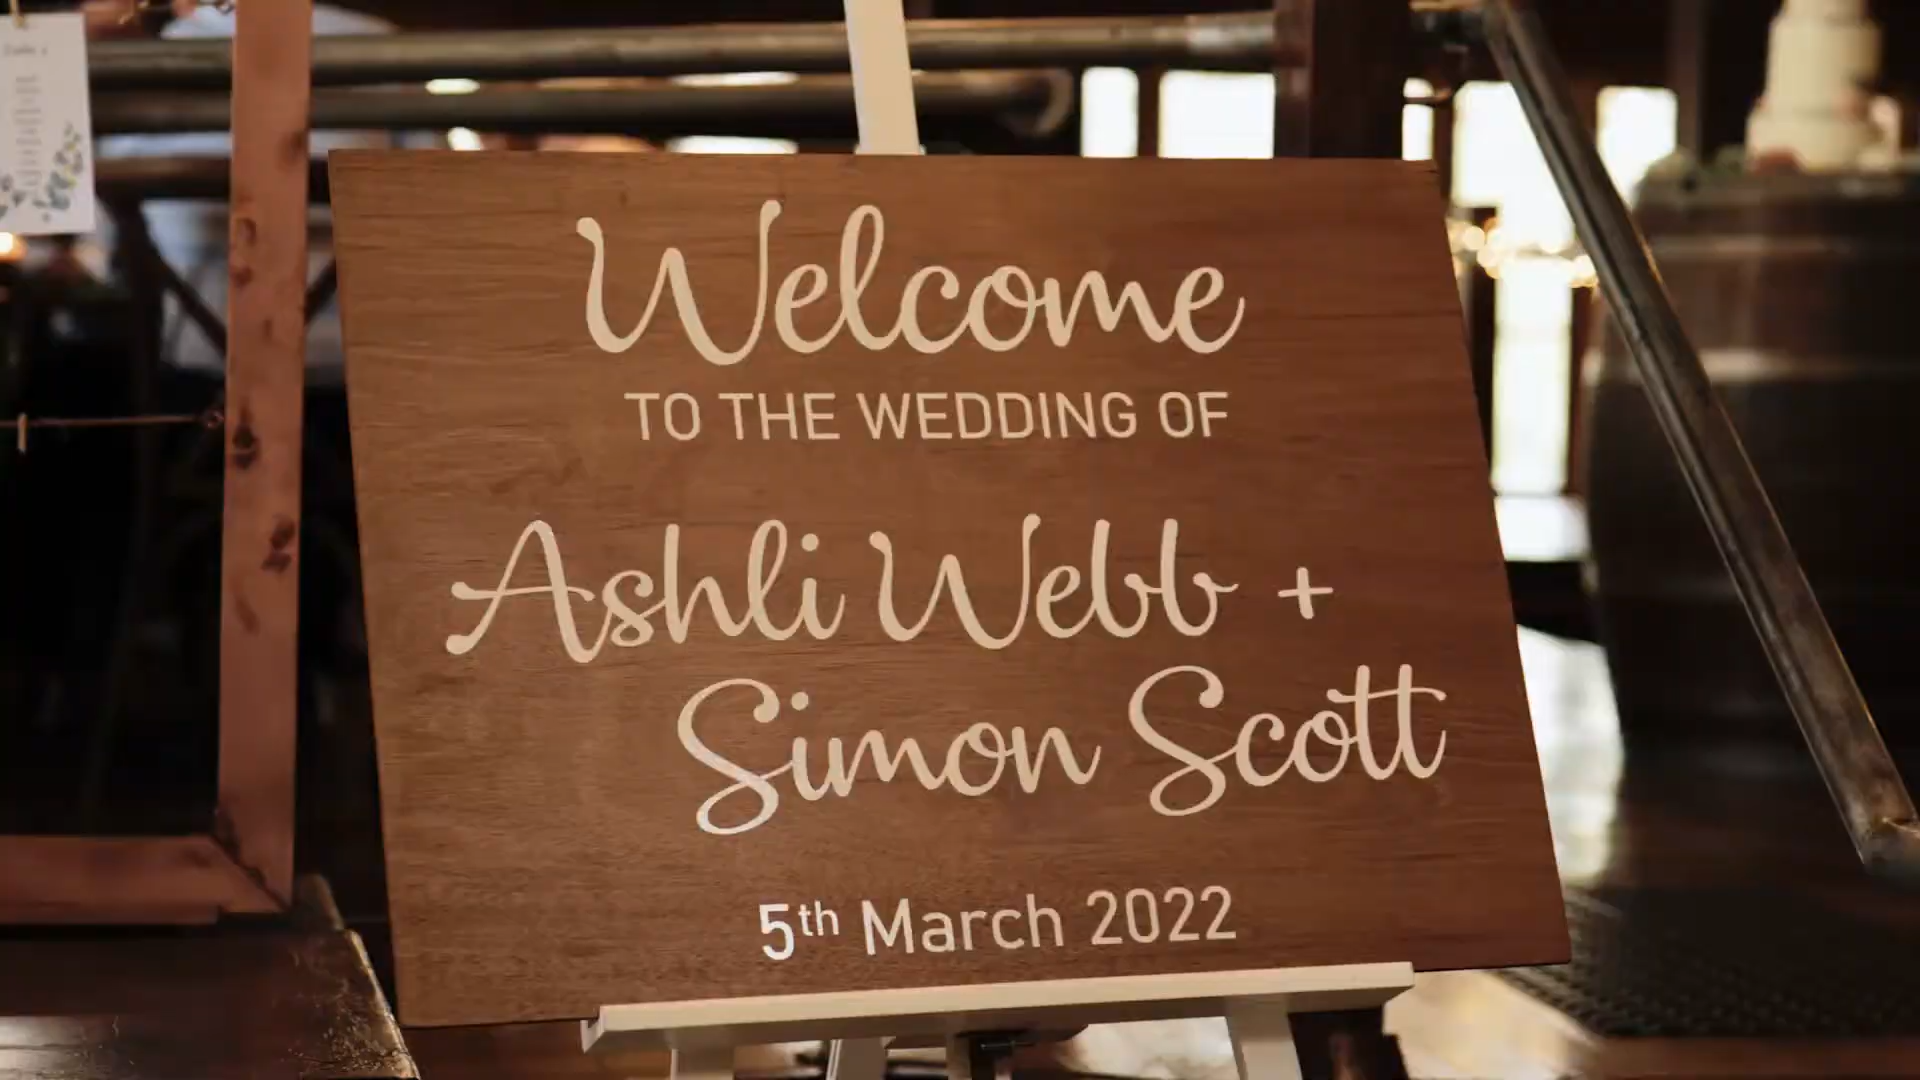 Welcome
TO THE WEDDING OF
Ashli Webb +
Simon Scott
5th March 2022